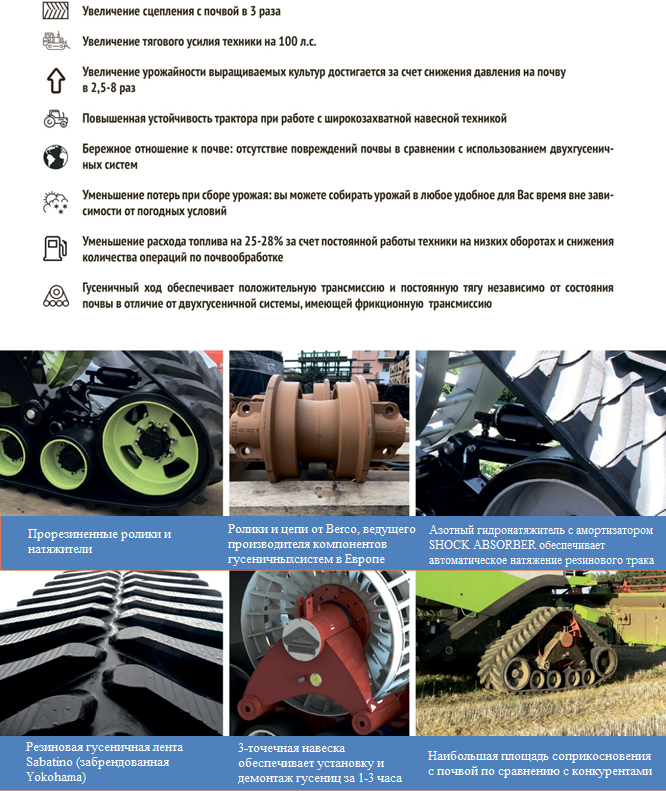 Увеличение сцепления с почвой в 3 раза
Увеличение тягового усилия техники на 100 л.с.
Увеличение урожайности выращиваемых культур достигается за счет снижения давления на почву
в 2,5-8 раз
Повышенная устойчивость трактора при работе с широкозахватной навесной техникой
Бережное отношение к почве: отсутствие повреждений почвы в сравнении с использованием двухгусенич-
ных систем
Уменьшение потерь при сборе урожая: вы можете собирать урожай в любое удобное для Вас время вне зави-
симости от погодных условий
Уменьшение расхода топлива на 25-28% за счет постоянной работы техники на низких оборотах и снижения
количества операций по почвообработке
Гусеничный ход обеспечивает положительную трансмиссию и постоянную тягу независимо от состояния
почвы в отличие от двухгусеничной системы, имеющей фрикционную трансмиссию
Прорезиненные ролики и
натяжители
Ролики и цепи от Berco, ведущего
производителя компонентов
гусеничныхсистем в Европе
Азотный гидронатяжитель с амортизатором
SHOCK ABSORBER обеспечивает
автоматическое натяжение резинового трака
Резиновая гусеничная лента
Sabatino (забрендованная
Yokohama)
3-точечная навеска
обеспечивает установку и
демонтаж гусениц за 1-3 часа
Наибольшая площадь соприкосновения
с почвой по сравнению с конкурентами